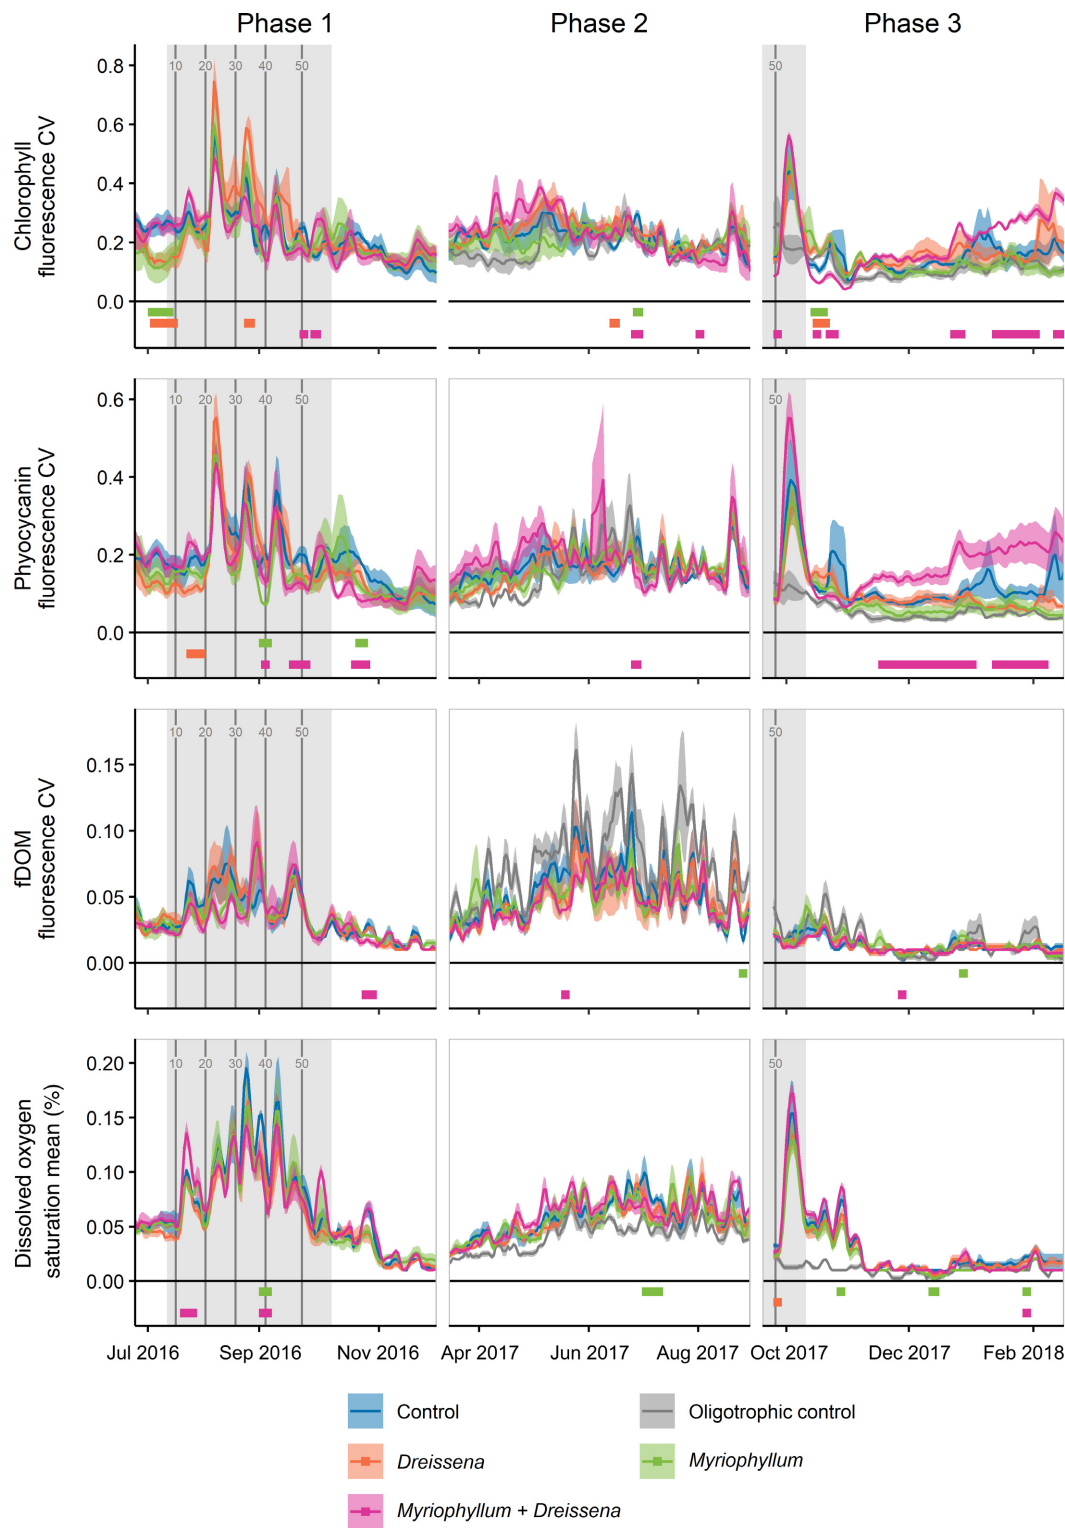 Phase 1 Phase 2 Phase 3
Chlorophyll
fluorescence CV
0.8
0.6
0.4
0.2
0.0
10 20 30 40 50
50
Phycocyanin
fluorescence CV
0.6
0.4
0.2
0.0
10 20 30 40 50
50
fDOM
fluorescence CV
0.15
0.10
0.05
0.00
10 20 30 40 50
50
Dissolved oxygen
saturation mean (%)
0.20
0.15
0.10
0.05
0.00
10 20 30 40 50
50
Jul 2016 Sep 2016 Nov 2016 Apr 2017 Jun 2017 Aug 2017 Oct 2017 Dec 2017 Feb 2018
Control Oligotrophic control
Dreissena Myriophyllum
Myriophyllum + Dreissena